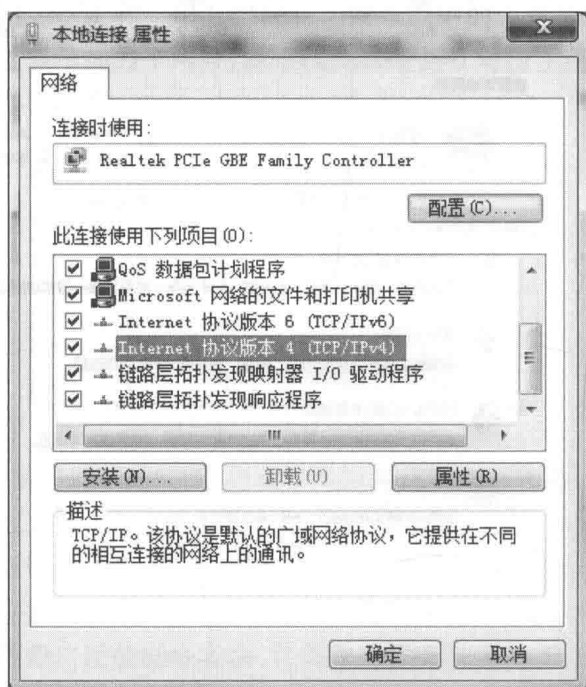 本地连接 属性
网络
连接时使用:
Realtek PCIe GBE Family Controller
配置(C)...
此连接使用下列项目(O):
QoS 数据包计划程序
Microsoft 网络的文件和打印机共享
Internet 协议版本 6 (TCP/IPv6)
Internet 协议版本 4 (TCP/IPv4)
链路层拓扑发现映射器 I/O 驱动程序
链路层拓扑发现响应程序
安装(N)...
卸载(U)
属性(R)
描述
TCP/IP。该协议是默认的广域网络协议，它提供在不同
的相互连接的网络上的通讯。
确定
取消